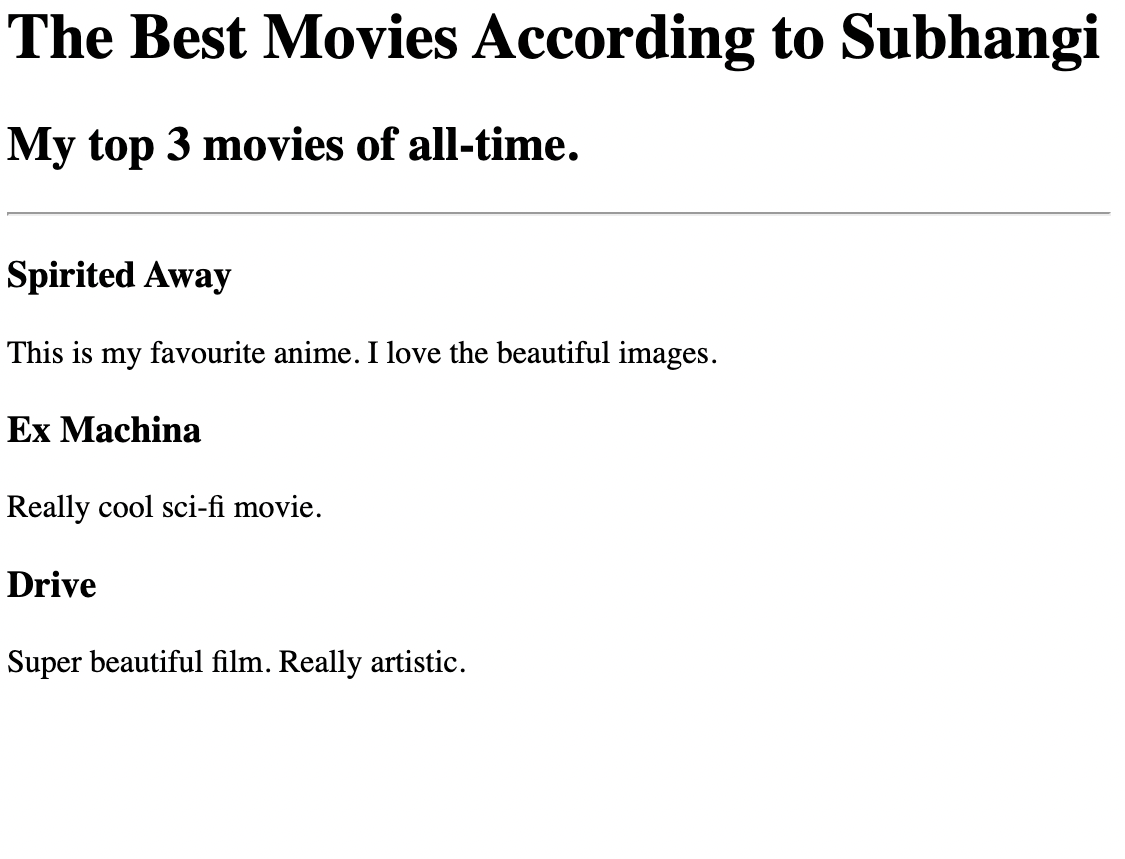 The Best Movies According to Subhangi
My top 3 movies of all-time.
Spirited Away
This is my favourite anime. I love the beautiful images.
Ex Machina
Really cool sci-fi movie.
Drive
Super beautiful film. Really artistic.